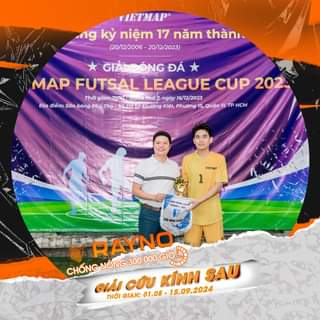 VIETMAP®
ng kỷ niệm 17 năm thành
(20/12/2006 - 20/12/2023)
GIẢI BÓNG ĐÁ
MAP FUTSAL LEAGUE CUP 2023
RAYNO
CHỐNG NÓNG 300.000 GIỜ
GIẢI CỨU KÍNH SAU
THỜI GIAN: 01.08 - 15.09.2024